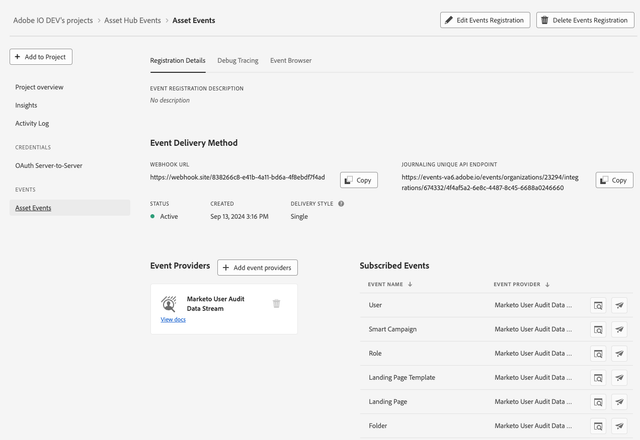 Adobe IO DEV's projects > Asset Hub Events > Asset Events
Edit Events Registration
Delete Events Registration
+ Add to Project
Project overview
Insights
Activity Log
CREDENTIALS
OAuth Server-to-Server
EVENTS
Asset Events
Registration Details Debug Tracing Event Browser
EVENT REGISTRATION DESCRIPTION
No description
Event Delivery Method
WEBHOOK URL
https://webhook.site/838266c8-e41b-4a11-bd6a-4f8ebdf7f4ad
Copy
JOURNALING UNIQUE API ENDPOINT
https://events-va6.adobe.io/events/organizations/23294/integ
rations/674332/4f4af5a2-6e8c-4487-8c45-6688a0246660
Copy
STATUS CREATED DELIVERY STYLE ?
Active Sep 13, 2024 3:16 PM Single
Event Providers
+ Add event providers
Marketo User Audit
Data Stream
View docs
Subscribed Events
EVENT NAME ↓ EVENT PROVIDER ↓
User Marketo User Audit Data ...
Smart Campaign Marketo User Audit Data ...
Role Marketo User Audit Data ...
Landing Page Template Marketo User Audit Data ...
Landing Page Marketo User Audit Data ...
Folder Marketo User Audit Data ...